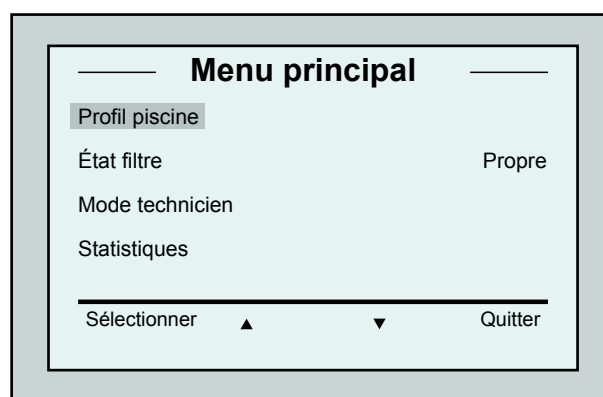 Menu principal
Profil piscine
État filtre Propre
Mode technicien
Statistiques
Sélectionner ▲ ▼ Quitter